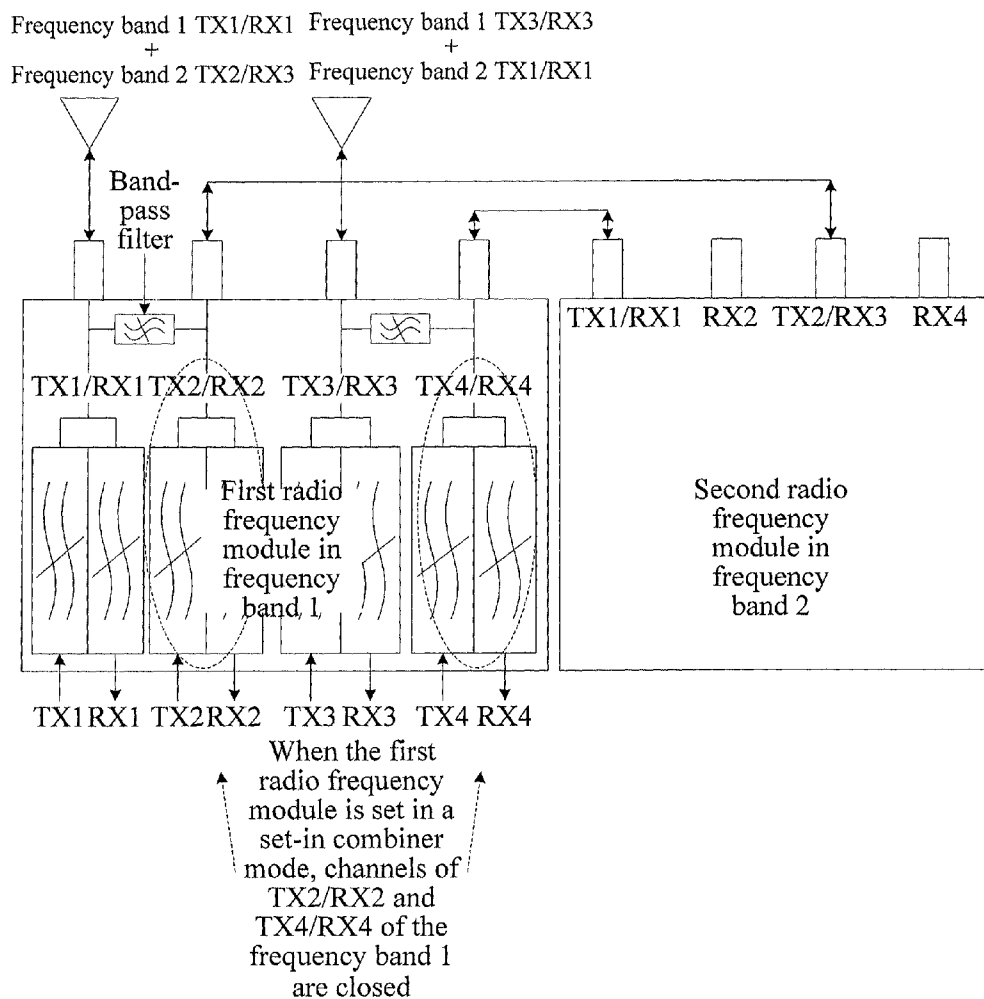 Frequency band 1 TX1/RX1
+
Frequency band 2 TX2/RX3
Frequency band 1 TX3/RX3
+
Frequency band 2 TX1/RX1
Band-
pass
filter
TX1/RX1
RX2
TX2/RX3
RX4
TX1/RX1
TX2/RX2
TX3/RX3
TX4/RX4
First radio
frequency
module in
frequency
band 1
Second radio
frequency
module in
frequency
band 2
TX1 RX1
TX2 RX2
TX3 RX3
TX4 RX4
When the first
radio frequency
module is set in a
set-in combiner
mode, channels of
TX2/RX2 and
TX4/RX4 of the
frequency band 1
are closed